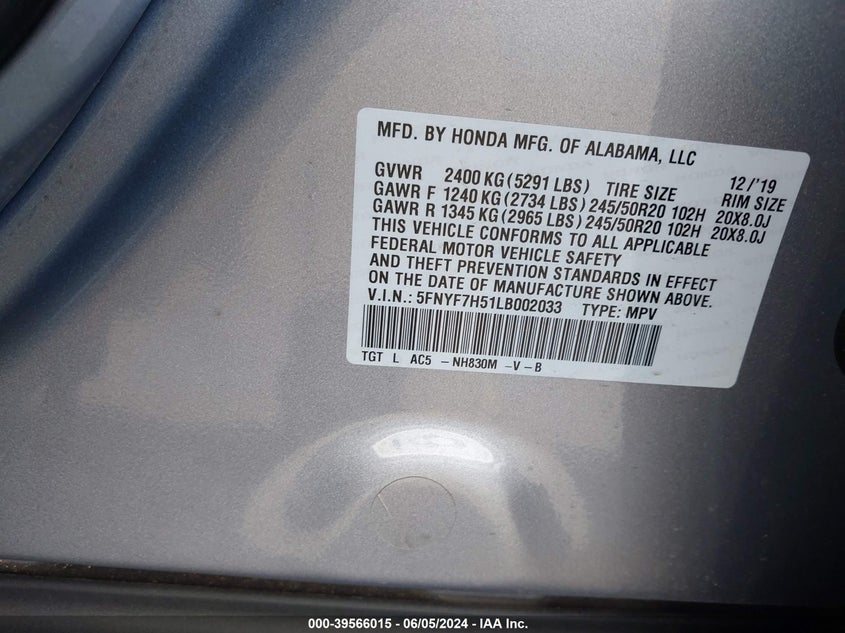 MFD. BY HONDA MFG. OF ALABAMA, LLC
12/'19
GVWR 2400 KG (5291 LBS) TIRE SIZE RIM SIZE
GAWR F 1240 KG (2734 LBS) 245/50R20 102H 20X8.0J
GAWR R 1345 KG (2965 LBS) 245/50R20 102H 20X8.0J
THIS VEHICLE CONFORMS TO ALL APPLICABLE
FEDERAL MOTOR VEHICLE SAFETY
AND THEFT PREVENTION STANDARDS IN EFFECT
ON THE DATE OF MANUFACTURE SHOWN ABOVE.
V.I.N.: 5FNYF7H51LB002033 TYPE: MPV
TGT L AC5 - NH830M - V - B
000-39566015 - 06/05/2024 - IAA Inc.